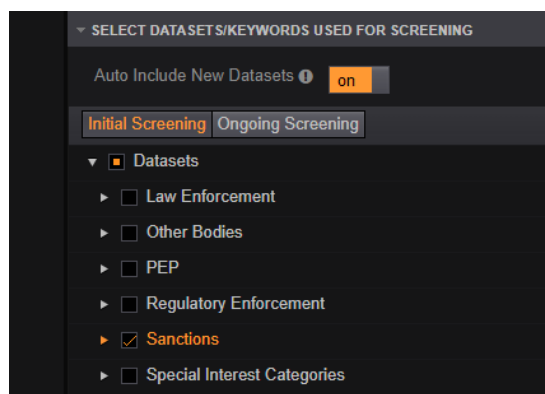 SELECT DATASETS/KEYWORDS USED FOR SCREENING
Auto Include New Datasets
on
Initial Screening Ongoing Screening
Datasets
Law Enforcement
Other Bodies
PEP
Regulatory Enforcement
Sanctions
Special Interest Categories